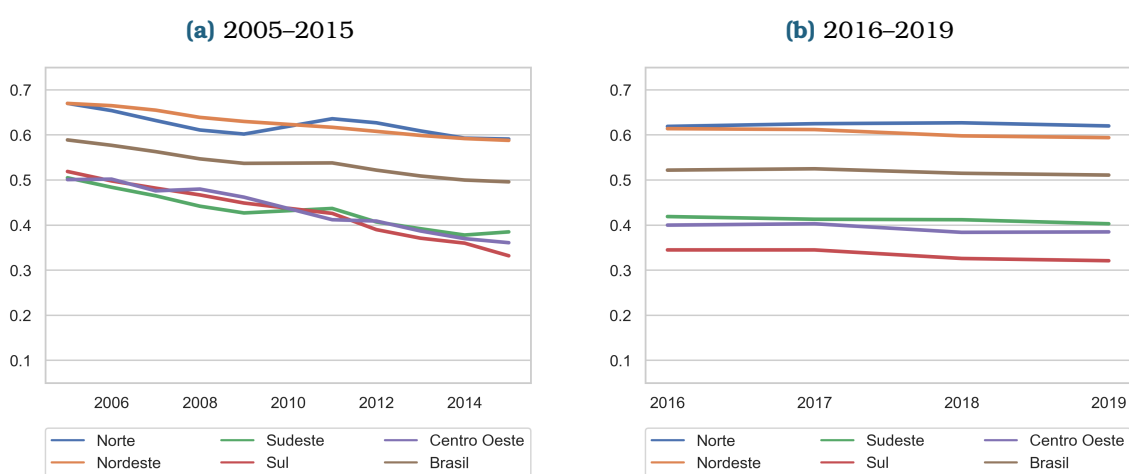 (a) 2005–2015
0.7
0.6
0.5
0.4
0.3
0.2
0.1
2006 2008 2010 2012 2014
Norte Sudeste Centro Oeste
Nordeste Sul Brasil
(b) 2016–2019
0.7
0.6
0.5
0.4
0.3
0.2
0.1
2016 2017 2018 2019
Norte Sudeste Centro Oeste
Nordeste Sul Brasil